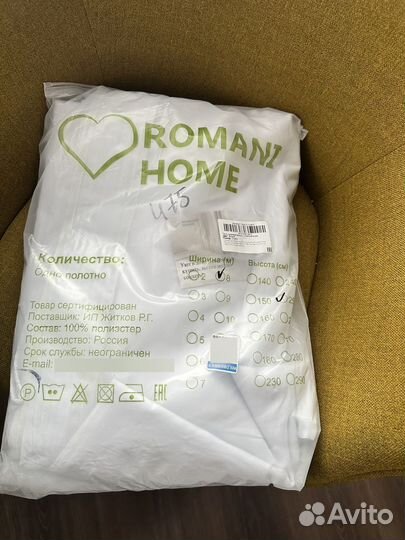 ROMANI
HOME
475
Количество:
Одно полотно
Ширина (м)
2 8
3 9
4 10
5
6
7
Высота (см)
140
150
160
170
180
230 290
Товар сертифицирован
Поставщик: ИП Житков Р.Г.
Состав: 100% полиэстер
Производство: Россия
Срок службы: неограничен
E-mail:
P
EAC
Avito